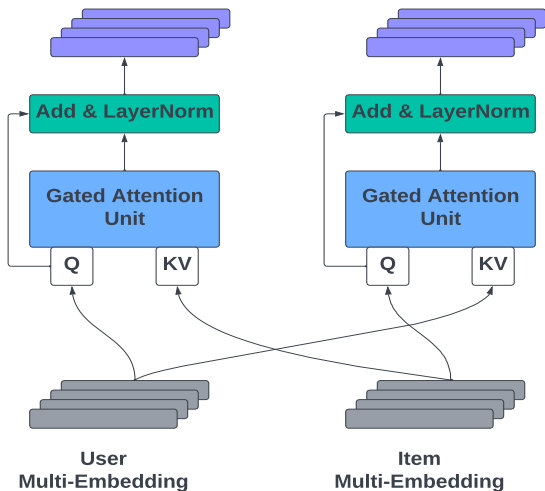 Add & LayerNorm
Add & LayerNorm
Gated Attention
Unit
Gated Attention
Unit
Q
KV
Q
KV
User
Multi-Embedding
Item
Multi-Embedding